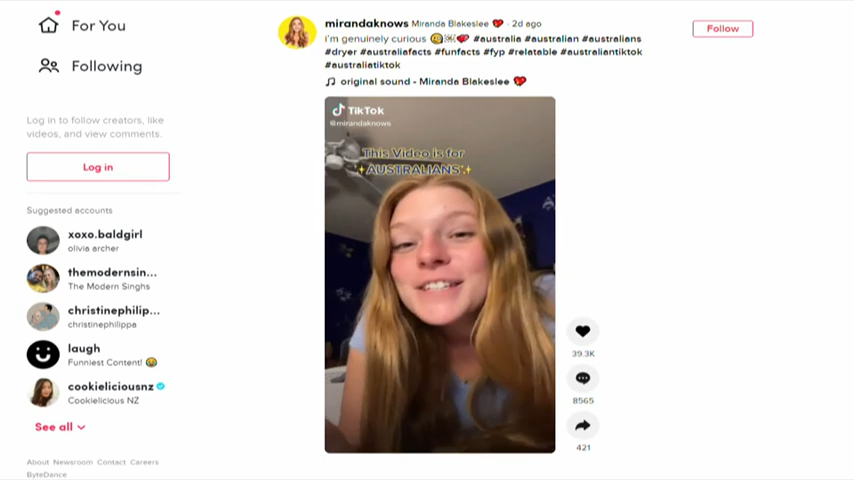 For You
Following
Log in to follow creators, like
videos, and view comments.
Log in
Suggested accounts
xoxo.baldgirl
olivia archer
themodernsin...
The Modern Singhs
christinephilip...
christinephilippa
laugh
Funniest Content! 😂
cookieliciousnz
Cookielicious NZ
See all
About Newsroom Contact Careers
ByteDance
mirandaknows Miranda Blakeslee · 2d ago
i'm genuinely curious #australia #australian #australians
#dryer #australiafacts #funfacts #fyp #relatable #australiantiktok
#australiatiktok
♫ original sound - Miranda Blakeslee
Follow
TikTok
@mirandaknows
This Video is for
✨AUSTRALIANS✨
39.3K
8565
421